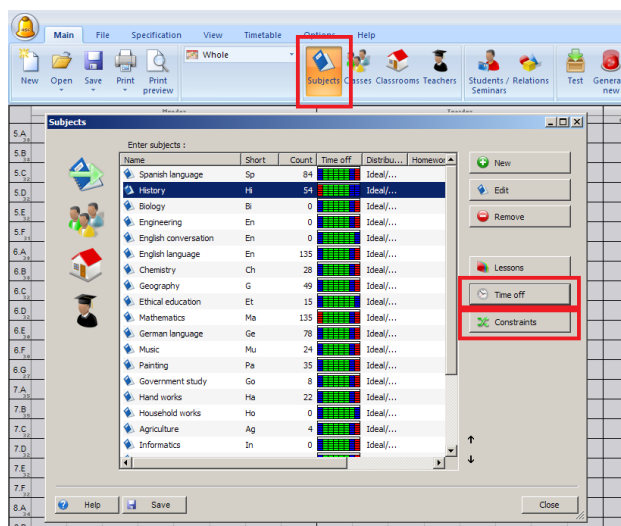 Main File Specification View Timetable Options Help
Whole
New Open Save Print Print preview Subjects Classes Classrooms Teachers Students / Seminars Relations Test Genera new
Subjects
Enter subjects :
Name Short Count Time off Distribu... Homewor
Spanish language Sp 84 Ideal/...
History Hi 54 Ideal/...
Biology Bi 0 Ideal/...
Engineering En 0 Ideal/...
English conversation En 0 Ideal/...
English language En 135 Ideal/...
Chemistry Ch 28 Ideal/...
Geography G 49 Ideal/...
Ethical education Et 15 Ideal/...
Mathematics Ma 135 Ideal/...
German language Ge 78 Ideal/...
Music Mu 24 Ideal/...
Painting Pa 35 Ideal/...
Government study Go 8 Ideal/...
Hand works Ha 22 Ideal/...
Household works Ho 0 Ideal/...
Agriculture Ag 4 Ideal/...
Informatics In 0 Ideal/...
New
Edit
Remove
Lessons
Time off
Constraints
Help Save Close
5.A
5.B
5.C
5.D
5.E
5.F
6.A
6.B
6.C
6.D
6.E
6.F
6.G
7.A
7.B
7.C
7.D
7.E
7.F
8.A